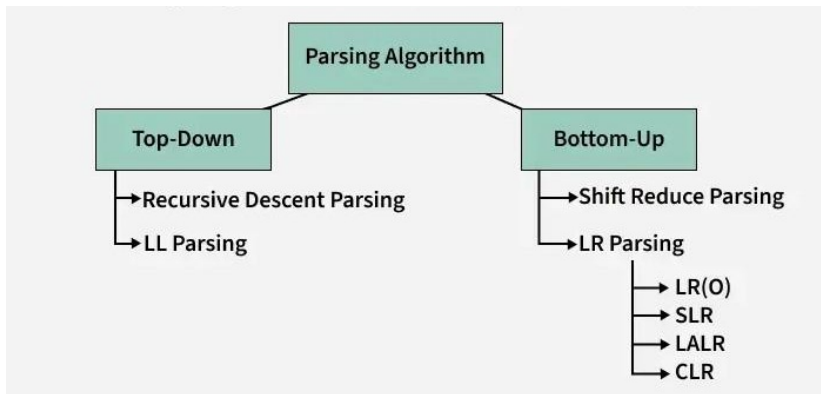 Parsing Algorithm
Top-Down
Bottom-Up
Recursive Descent Parsing
LL Parsing
Shift Reduce Parsing
LR Parsing
LR(O)
SLR
LALR
CLR